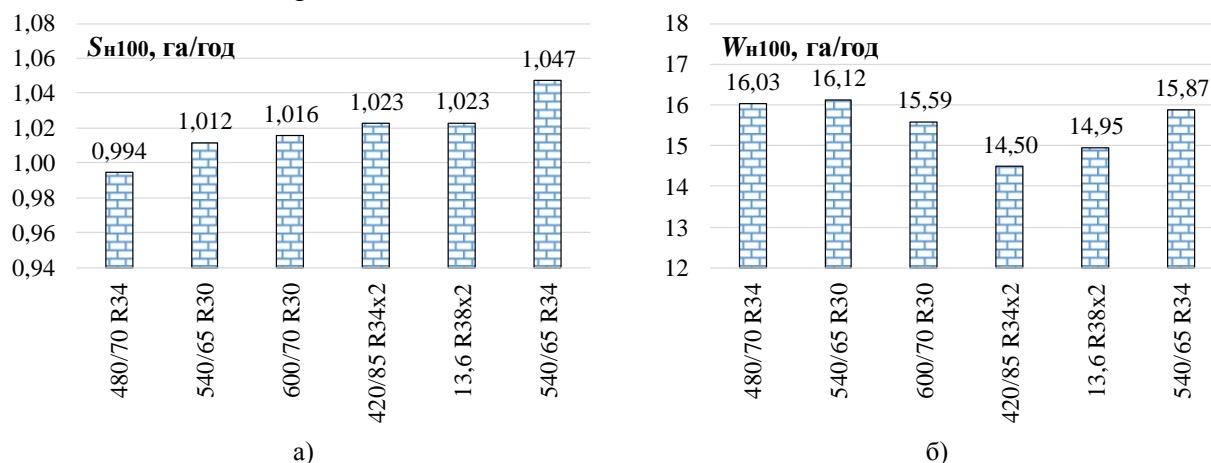 Sн100, га/год
1,08
1,06
1,04
1,02
1,00
0,98
0,96
0,94
0,994
1,012
1,016
1,023
1,023
1,047
480/70 R34
540/65 R30
600/70 R30
420/85 R34x2
13,6 R38x2
540/65 R34
а)
Wн100, га/год
18
17
16
15
14
13
12
16,03
16,12
15,59
14,50
14,95
15,87
480/70 R34
540/65 R30
600/70 R30
420/85 R34x2
13,6 R38x2
540/65 R34
б)